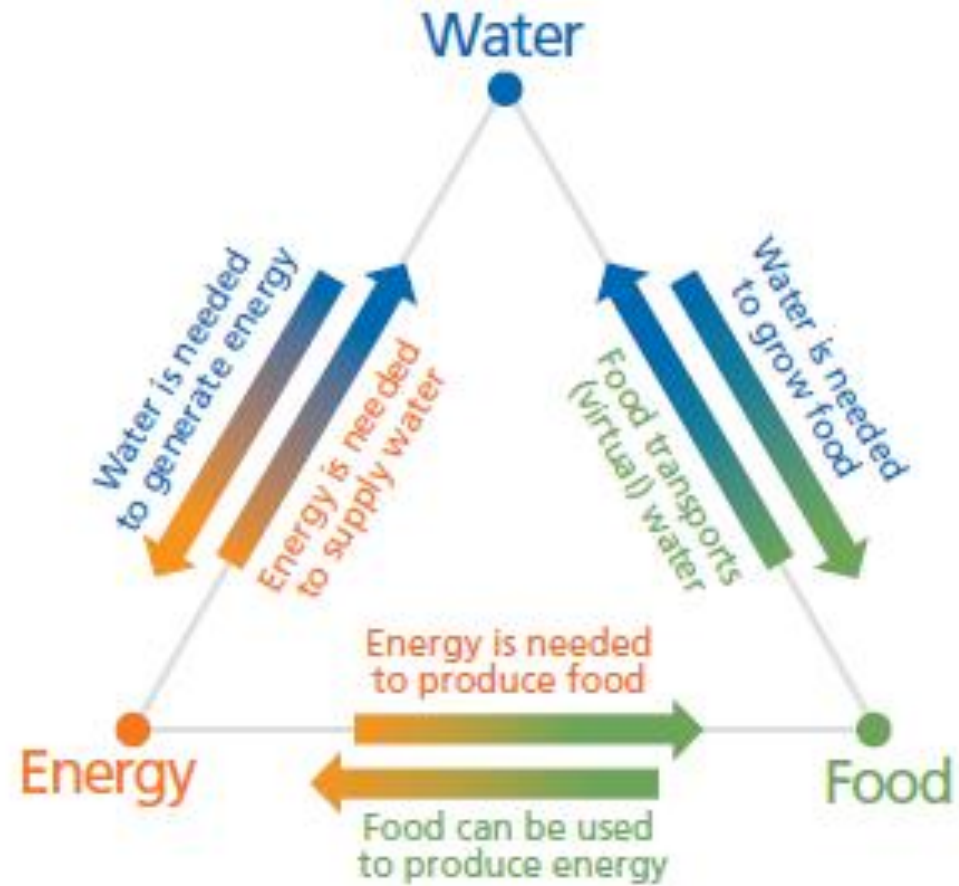 Water
Water is needed
to generate energy
Energy is needed
to supply water
Water is needed
to grow food
Food transports
(virtual) water
Energy is needed
to produce food
Energy
Food
Food can be used
to produce energy